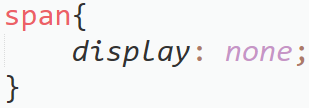 span{
    display: none;
}